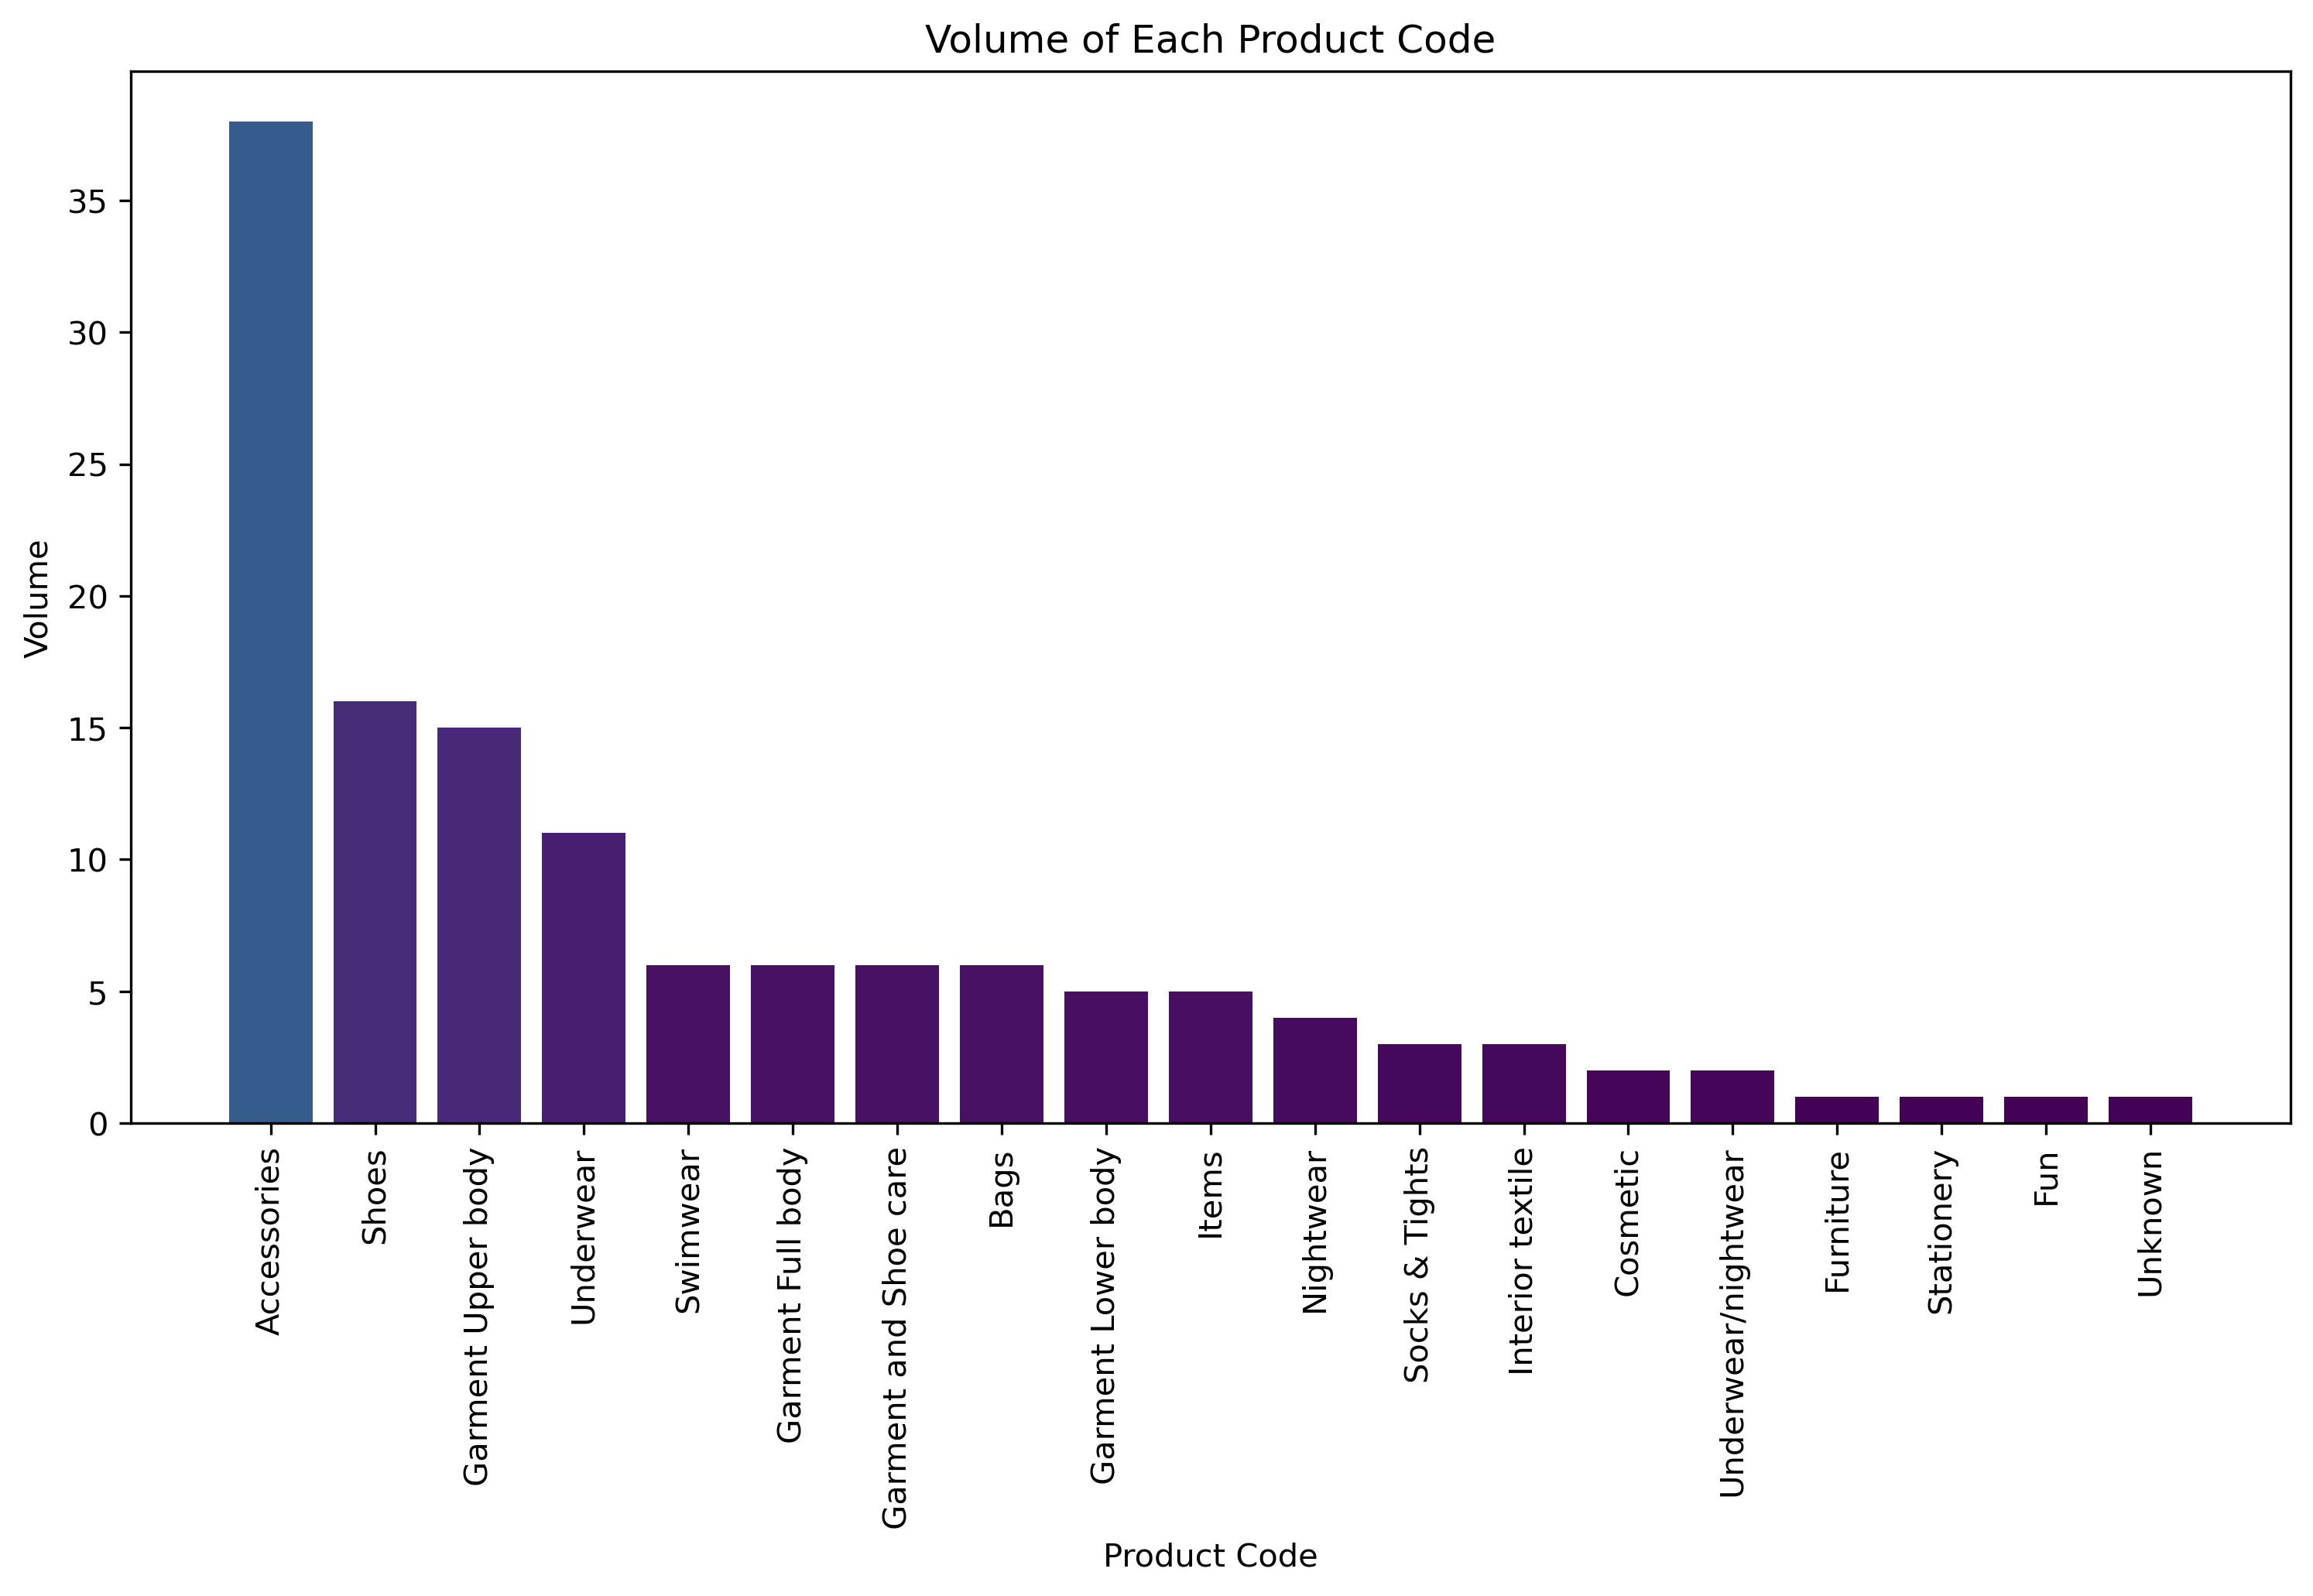 Volume of Each Product Code
Volume
35
30
25
20
15
10
5
0
Accessories
Shoes
Garment Upper body
Underwear
Swimwear
Garment Full body
Garment and Shoe care
Bags
Garment Lower body
Items
Nightwear
Socks & Tights
Interior textile
Cosmetic
Underwear/nightwear
Furniture
Stationery
Fun
Unknown
Product Code